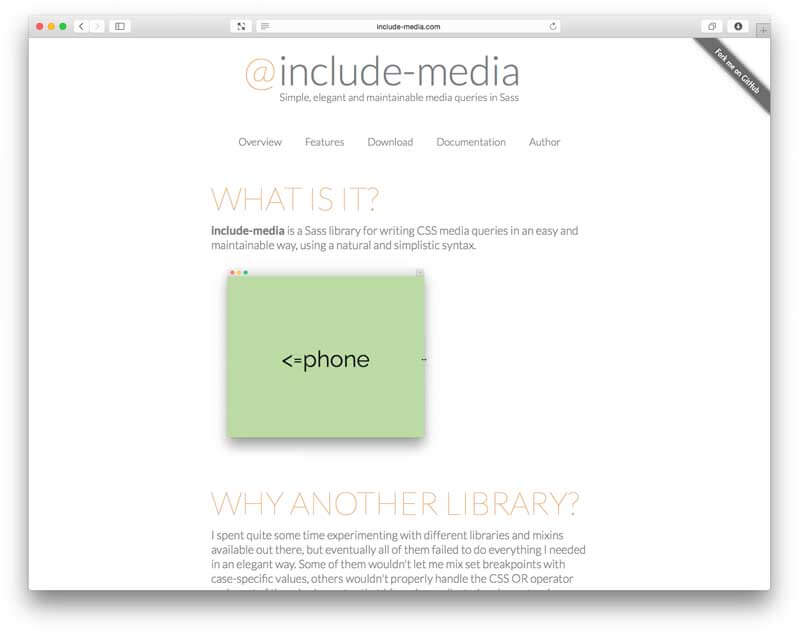 include-media.com
Fork me on GitHub
@include-media
Simple, elegant and maintainable media queries in Sass
Overview Features Download Documentation Author
WHAT IS IT?
include-media is a Sass library for writing CSS media queries in an easy and
maintainable way, using a natural and simplistic syntax.
<=phone
WHY ANOTHER LIBRARY?
I spent quite some time experimenting with different libraries and mixins
available out there, but eventually all of them failed to do everything I needed
in an elegant way. Some of them wouldn't let me mix set breakpoints with
case-specific values, others wouldn't properly handle the CSS OR operator